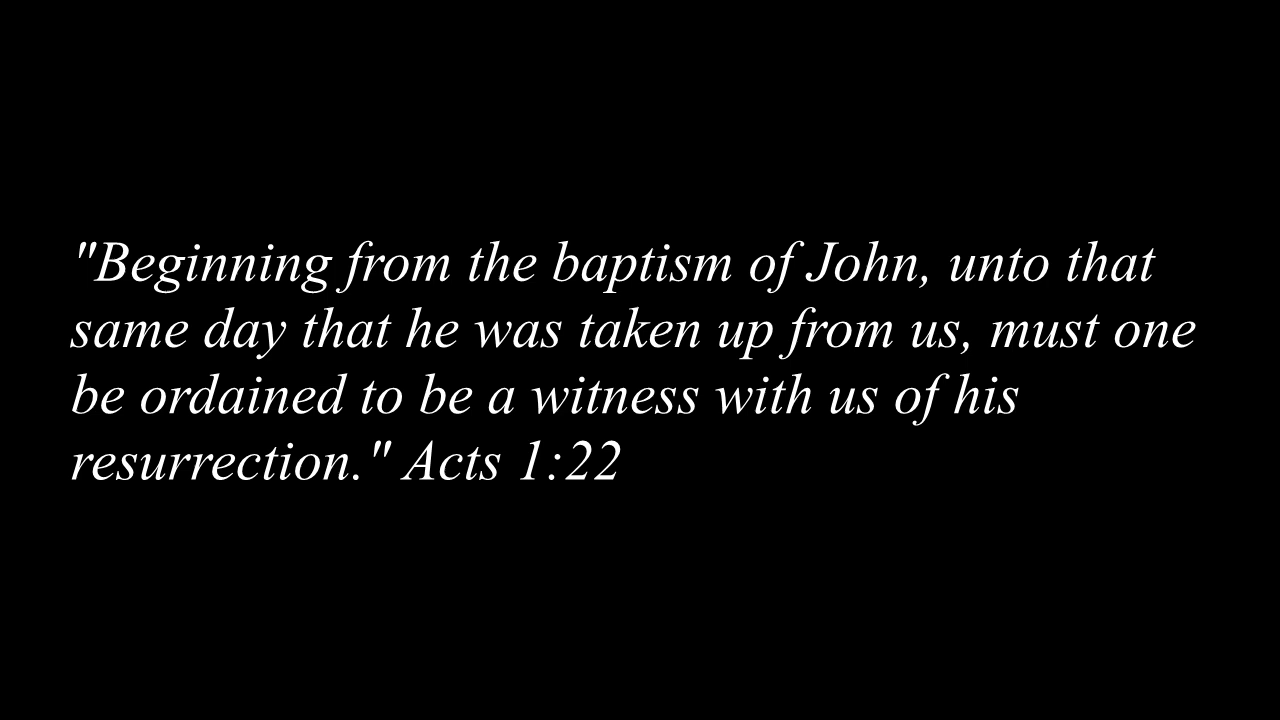 "Beginning from the baptism of John, unto that
same day that he was taken up from us, must one
be ordained to be a witness with us of his
resurrection." Acts 1:22